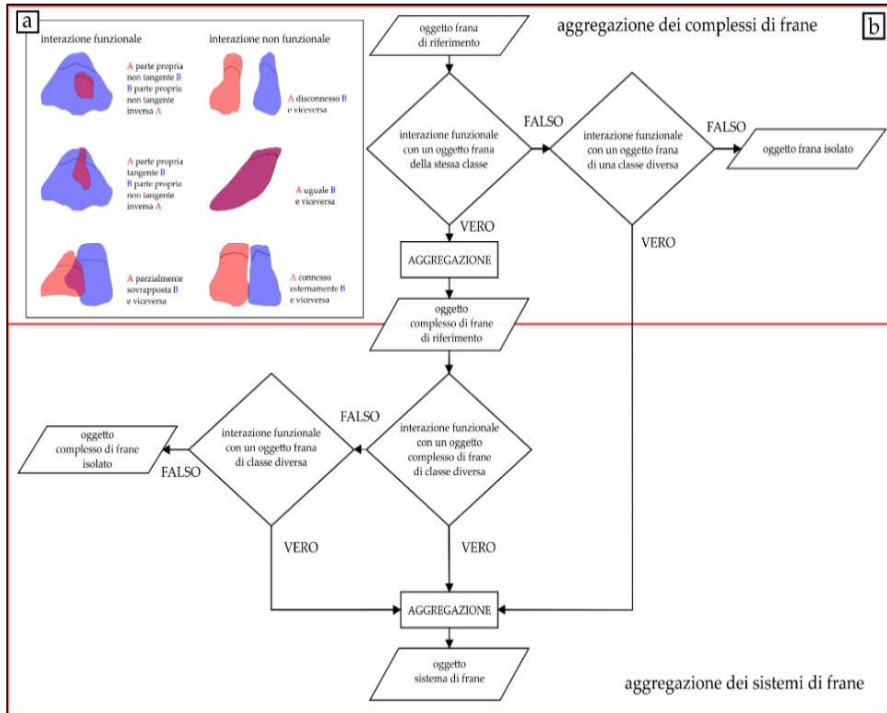 a
interazione funzionale
interazione non funzionale
A parte propria
non tangente B
B parte propria
non tangente
inversa A
A disconnesso B
e viceversa
A parte propria
tangente B
B parte propria
non tangente
inversa A
A uguale B
e viceversa
A parzialmente
sovrapposta B
e viceversa
A connesso
esternamente B
e viceversa
aggregazione dei complessi di frane
b
oggetto frana
di riferimento
interazione funzionale
con un oggetto frana
della stessa classe
FALSO
interazione funzionale
con un oggetto frana
di una classe diversa
FALSO
oggetto frana isolato
VERO
VERO
AGGREGAZIONE
oggetto
complesso di frane
di riferimento
interazione funzionale
con un oggetto
complesso di frane
di classe diversa
FALSO
interazione funzionale
con un oggetto frana
di classe diversa
FALSO
oggetto
complesso di frane
isolato
VERO
VERO
AGGREGAZIONE
oggetto
sistema di frane
aggregazione dei sistemi di frane